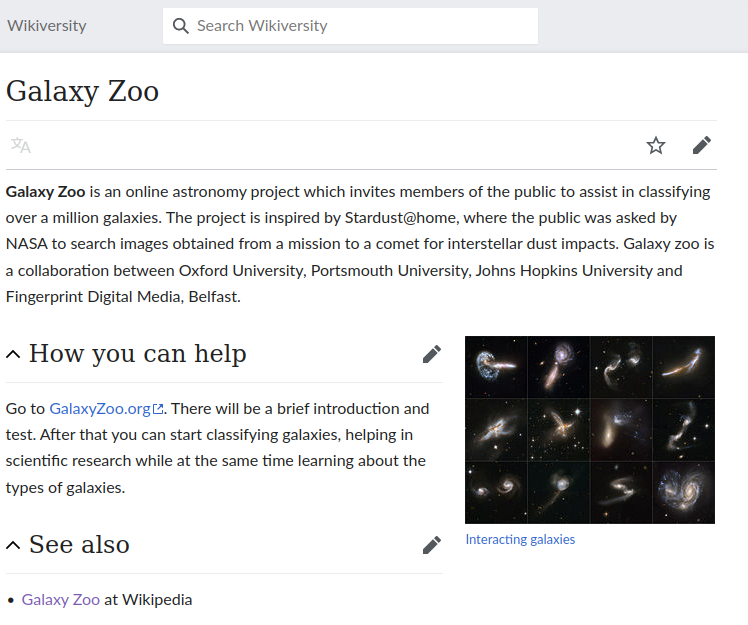 Wikiversity
Search Wikiversity
Galaxy Zoo
Galaxy Zoo is an online astronomy project which invites members of the public to assist in classifying
over a million galaxies. The project is inspired by Stardust@home, where the public was asked by
NASA to search images obtained from a mission to a comet for interstellar dust impacts. Galaxy zoo is
a collaboration between Oxford University, Portsmouth University, Johns Hopkins University and
Fingerprint Digital Media, Belfast.
How you can help
Go to GalaxyZoo.org. There will be a brief introduction and
test. After that you can start classifying galaxies, helping in
scientific research while at the same time learning about the
types of galaxies.
Interacting galaxies
See also
• Galaxy Zoo at Wikipedia